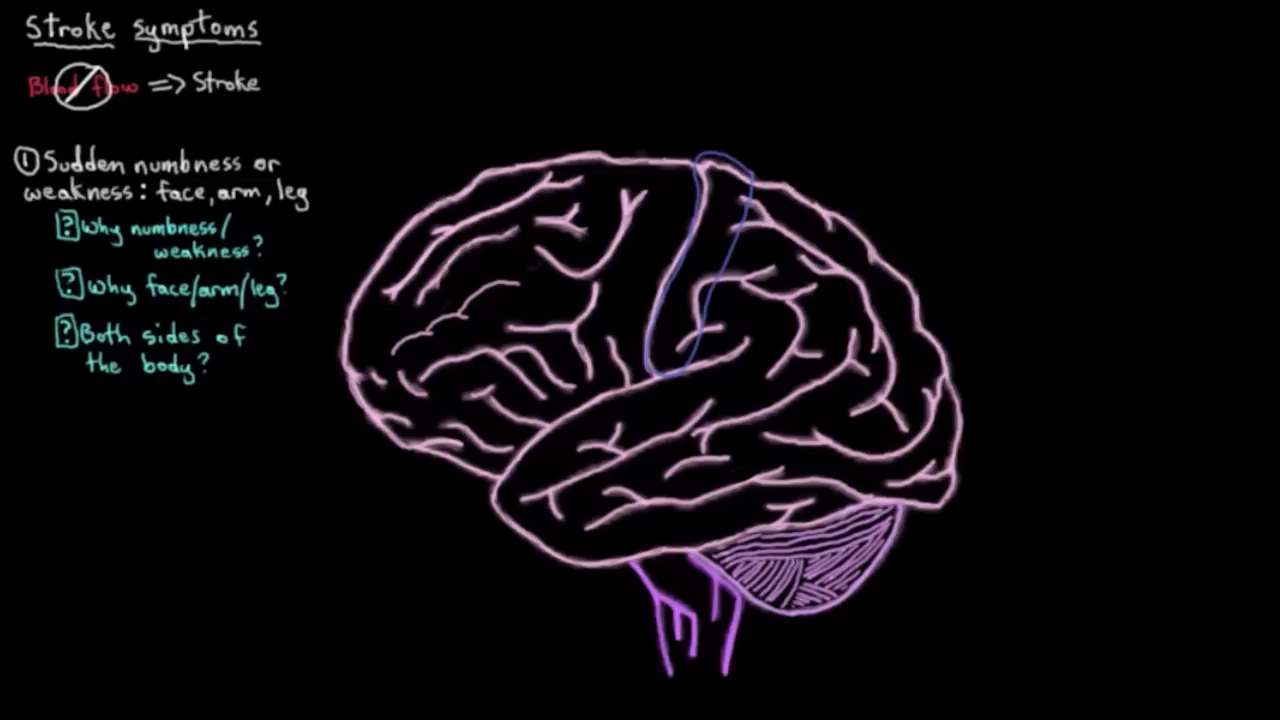 Stroke symptoms
Blood flow => Stroke
① Sudden numbness or
weakness: face, arm, leg
? Why numbness/
weakness?
? Why face/arm/leg?
? Both sides of
the body?